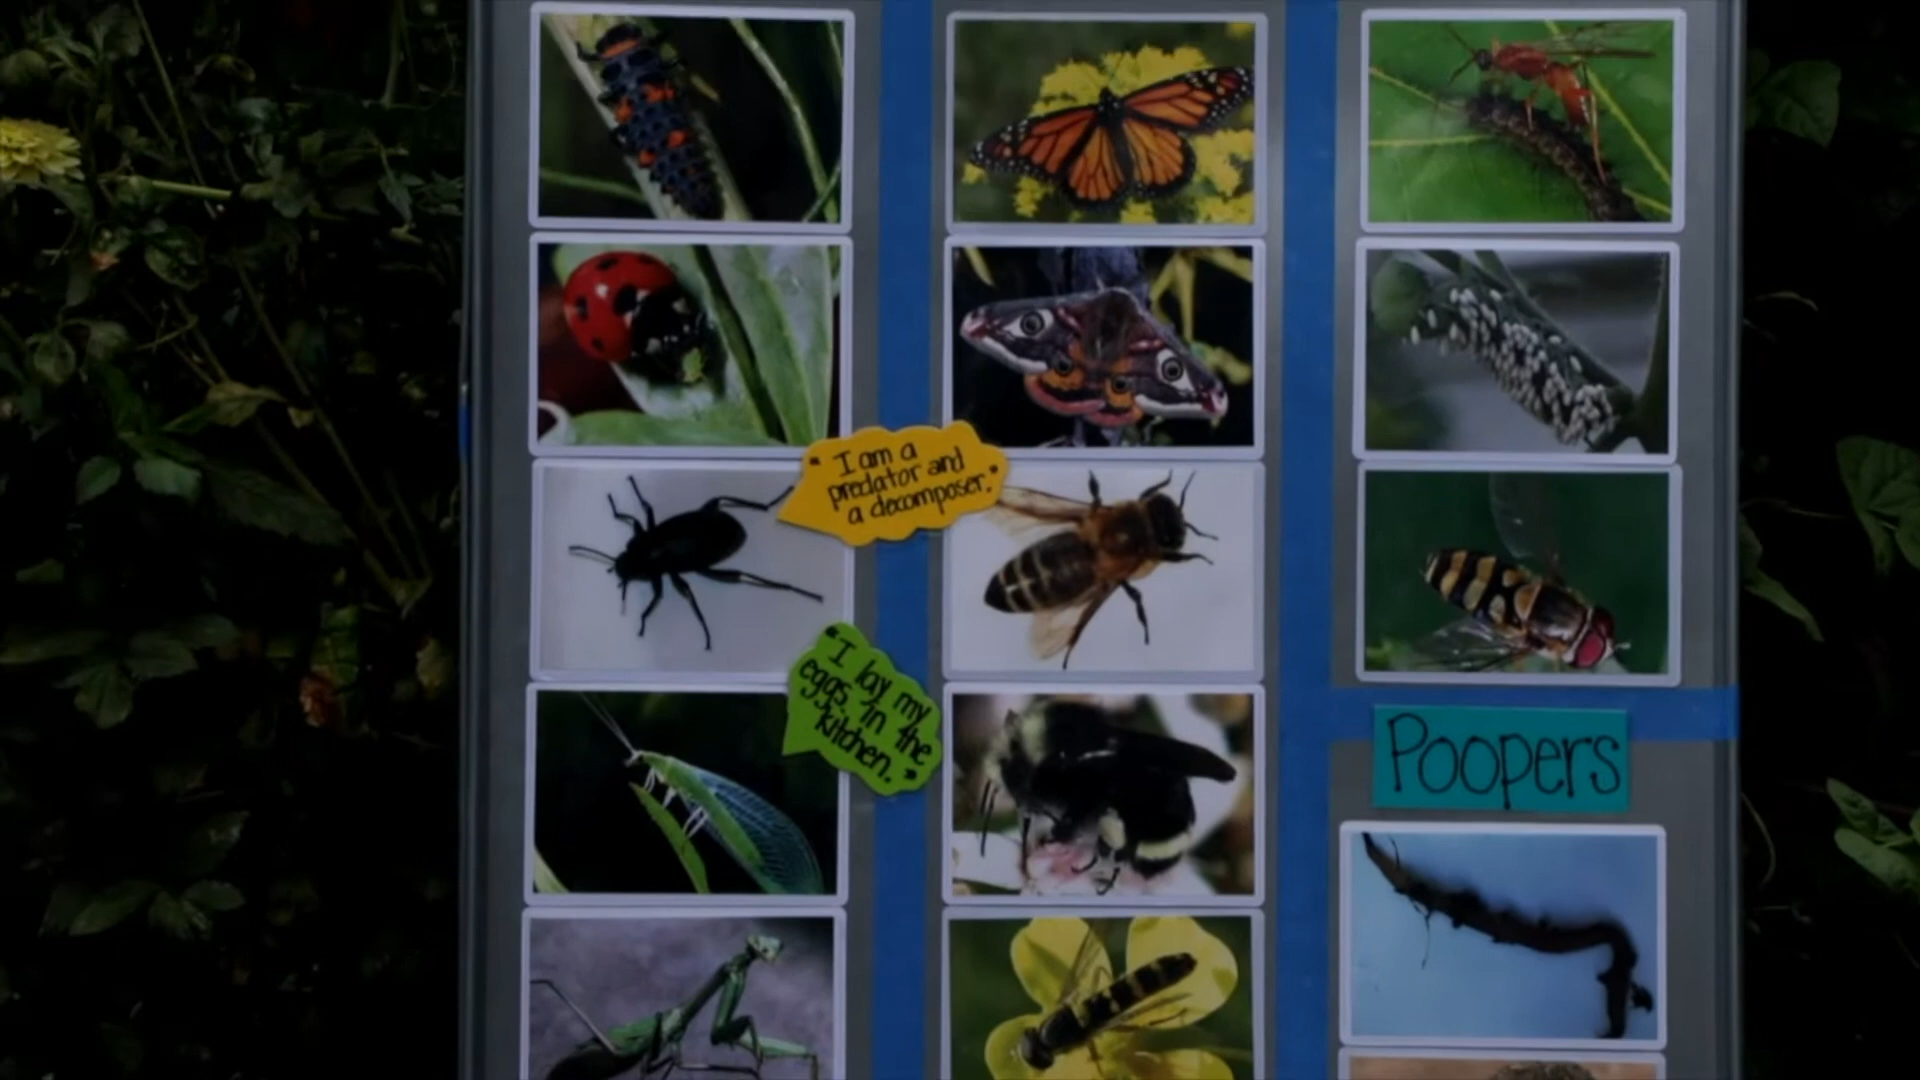 "I am a
predator and
a decomposer."
"I lay my
eggs in the
kitchen."
Poopers